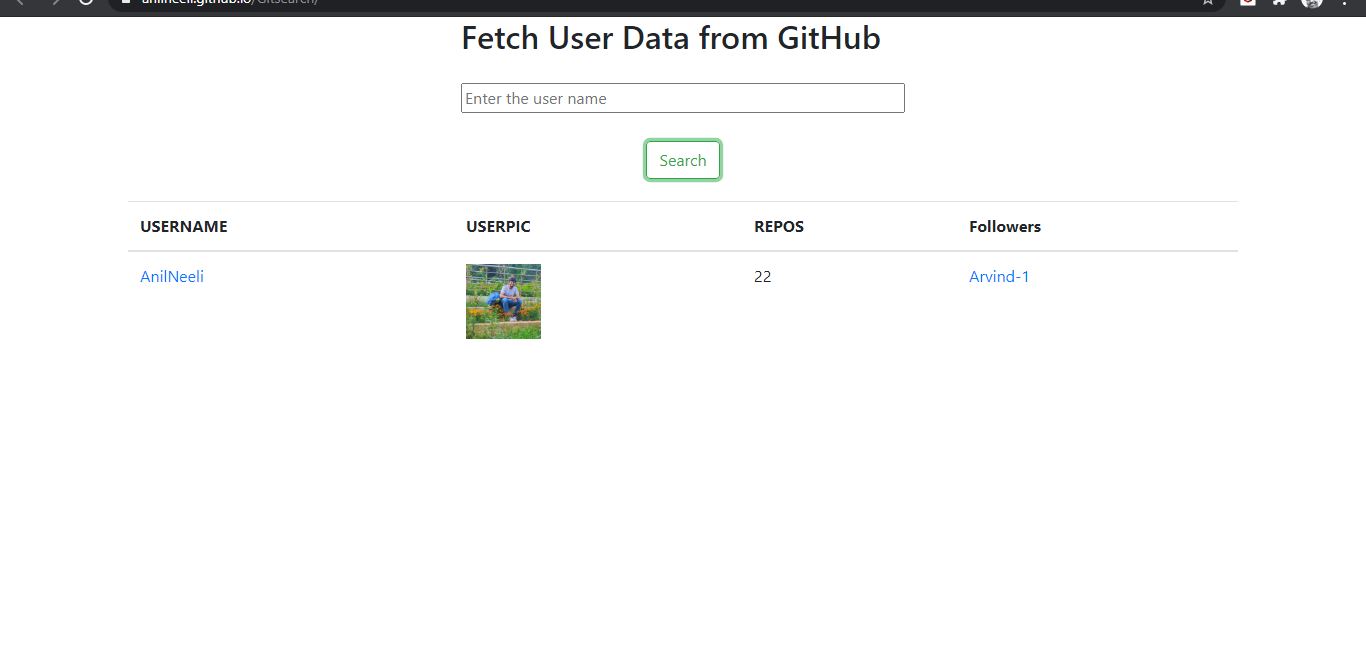 anilneeli.github.io/Gitsearch/
Fetch User Data from GitHub
Enter the user name
Search
USERNAME USERPIC REPOS Followers
AnilNeeli 22 Arvind-1